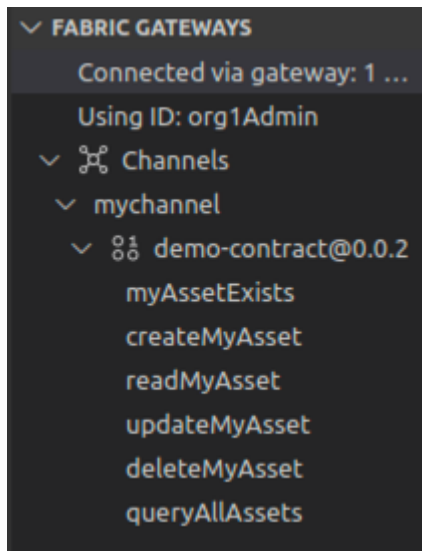 FABRIC GATEWAYS
Connected via gateway: 1 ...
Using ID: org1Admin
Channels
mychannel
demo-contract@0.0.2
myAssetExists
createMyAsset
readMyAsset
updateMyAsset
deleteMyAsset
queryAllAssets